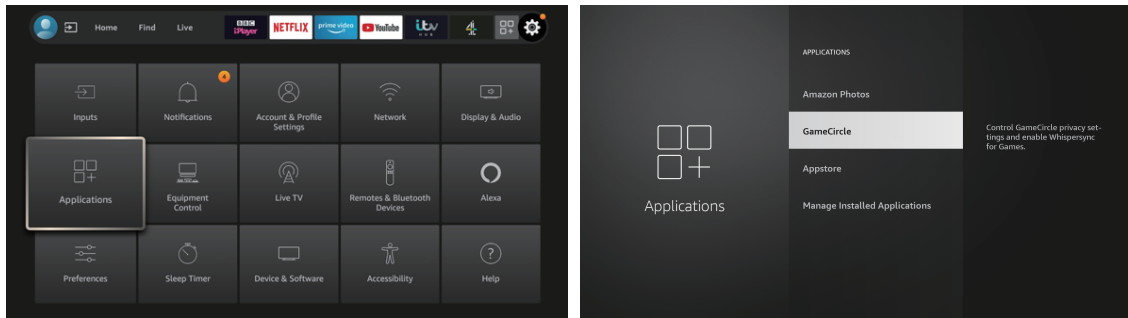 Home Find Live BBC iPlayer NETFLIX prime video YouTube itv HUB 4
4
Inputs Notifications Account & Profile Network Display & Audio
Settings
Applications Equipment Live TV Remotes & Bluetooth Alexa
Control Devices
Preferences Sleep Timer Device & Software Accessibility Help
?
Applications
APPLICATIONS
Amazon Photos
GameCircle
Appstore
Manage Installed Applications
Control GameCircle privacy set-
tings and enable Whispersync
for Games.